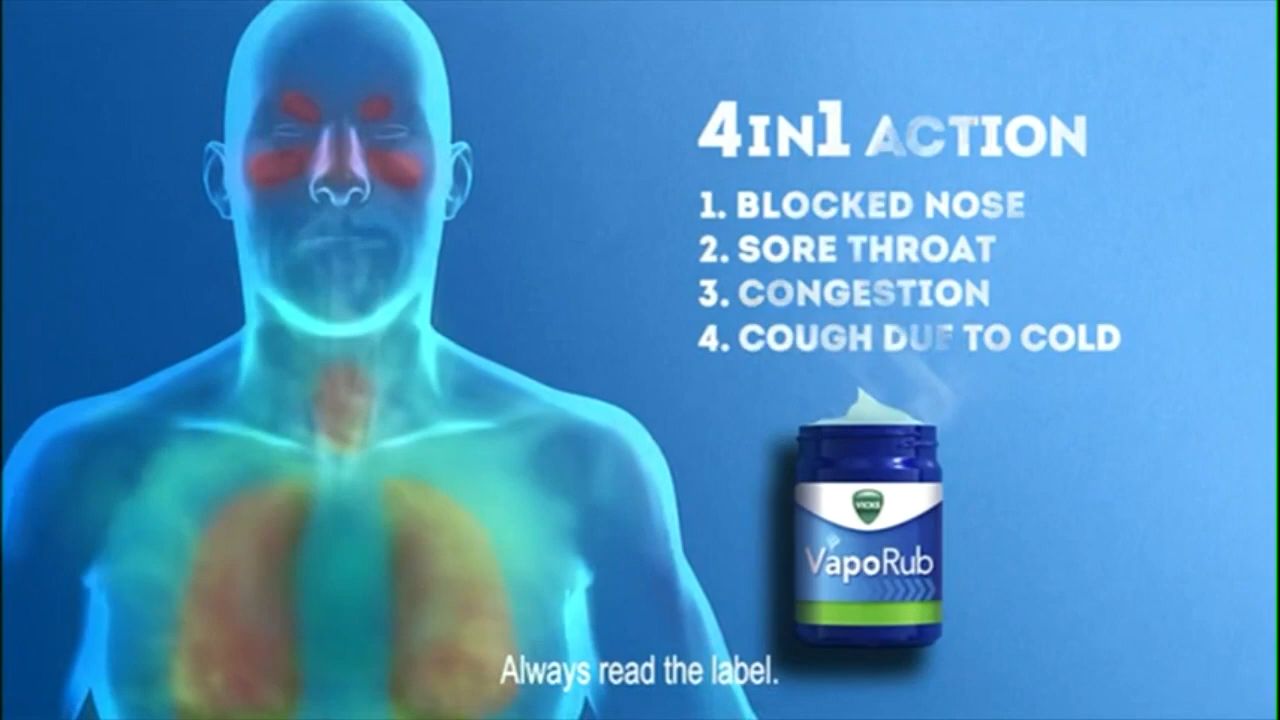 4IN1 ACTION
1. BLOCKED NOSE
2. SORE THROAT
3. CONGESTION
4. COUGH DUE TO COLD
VICKS
VapoRub
Always read the label.